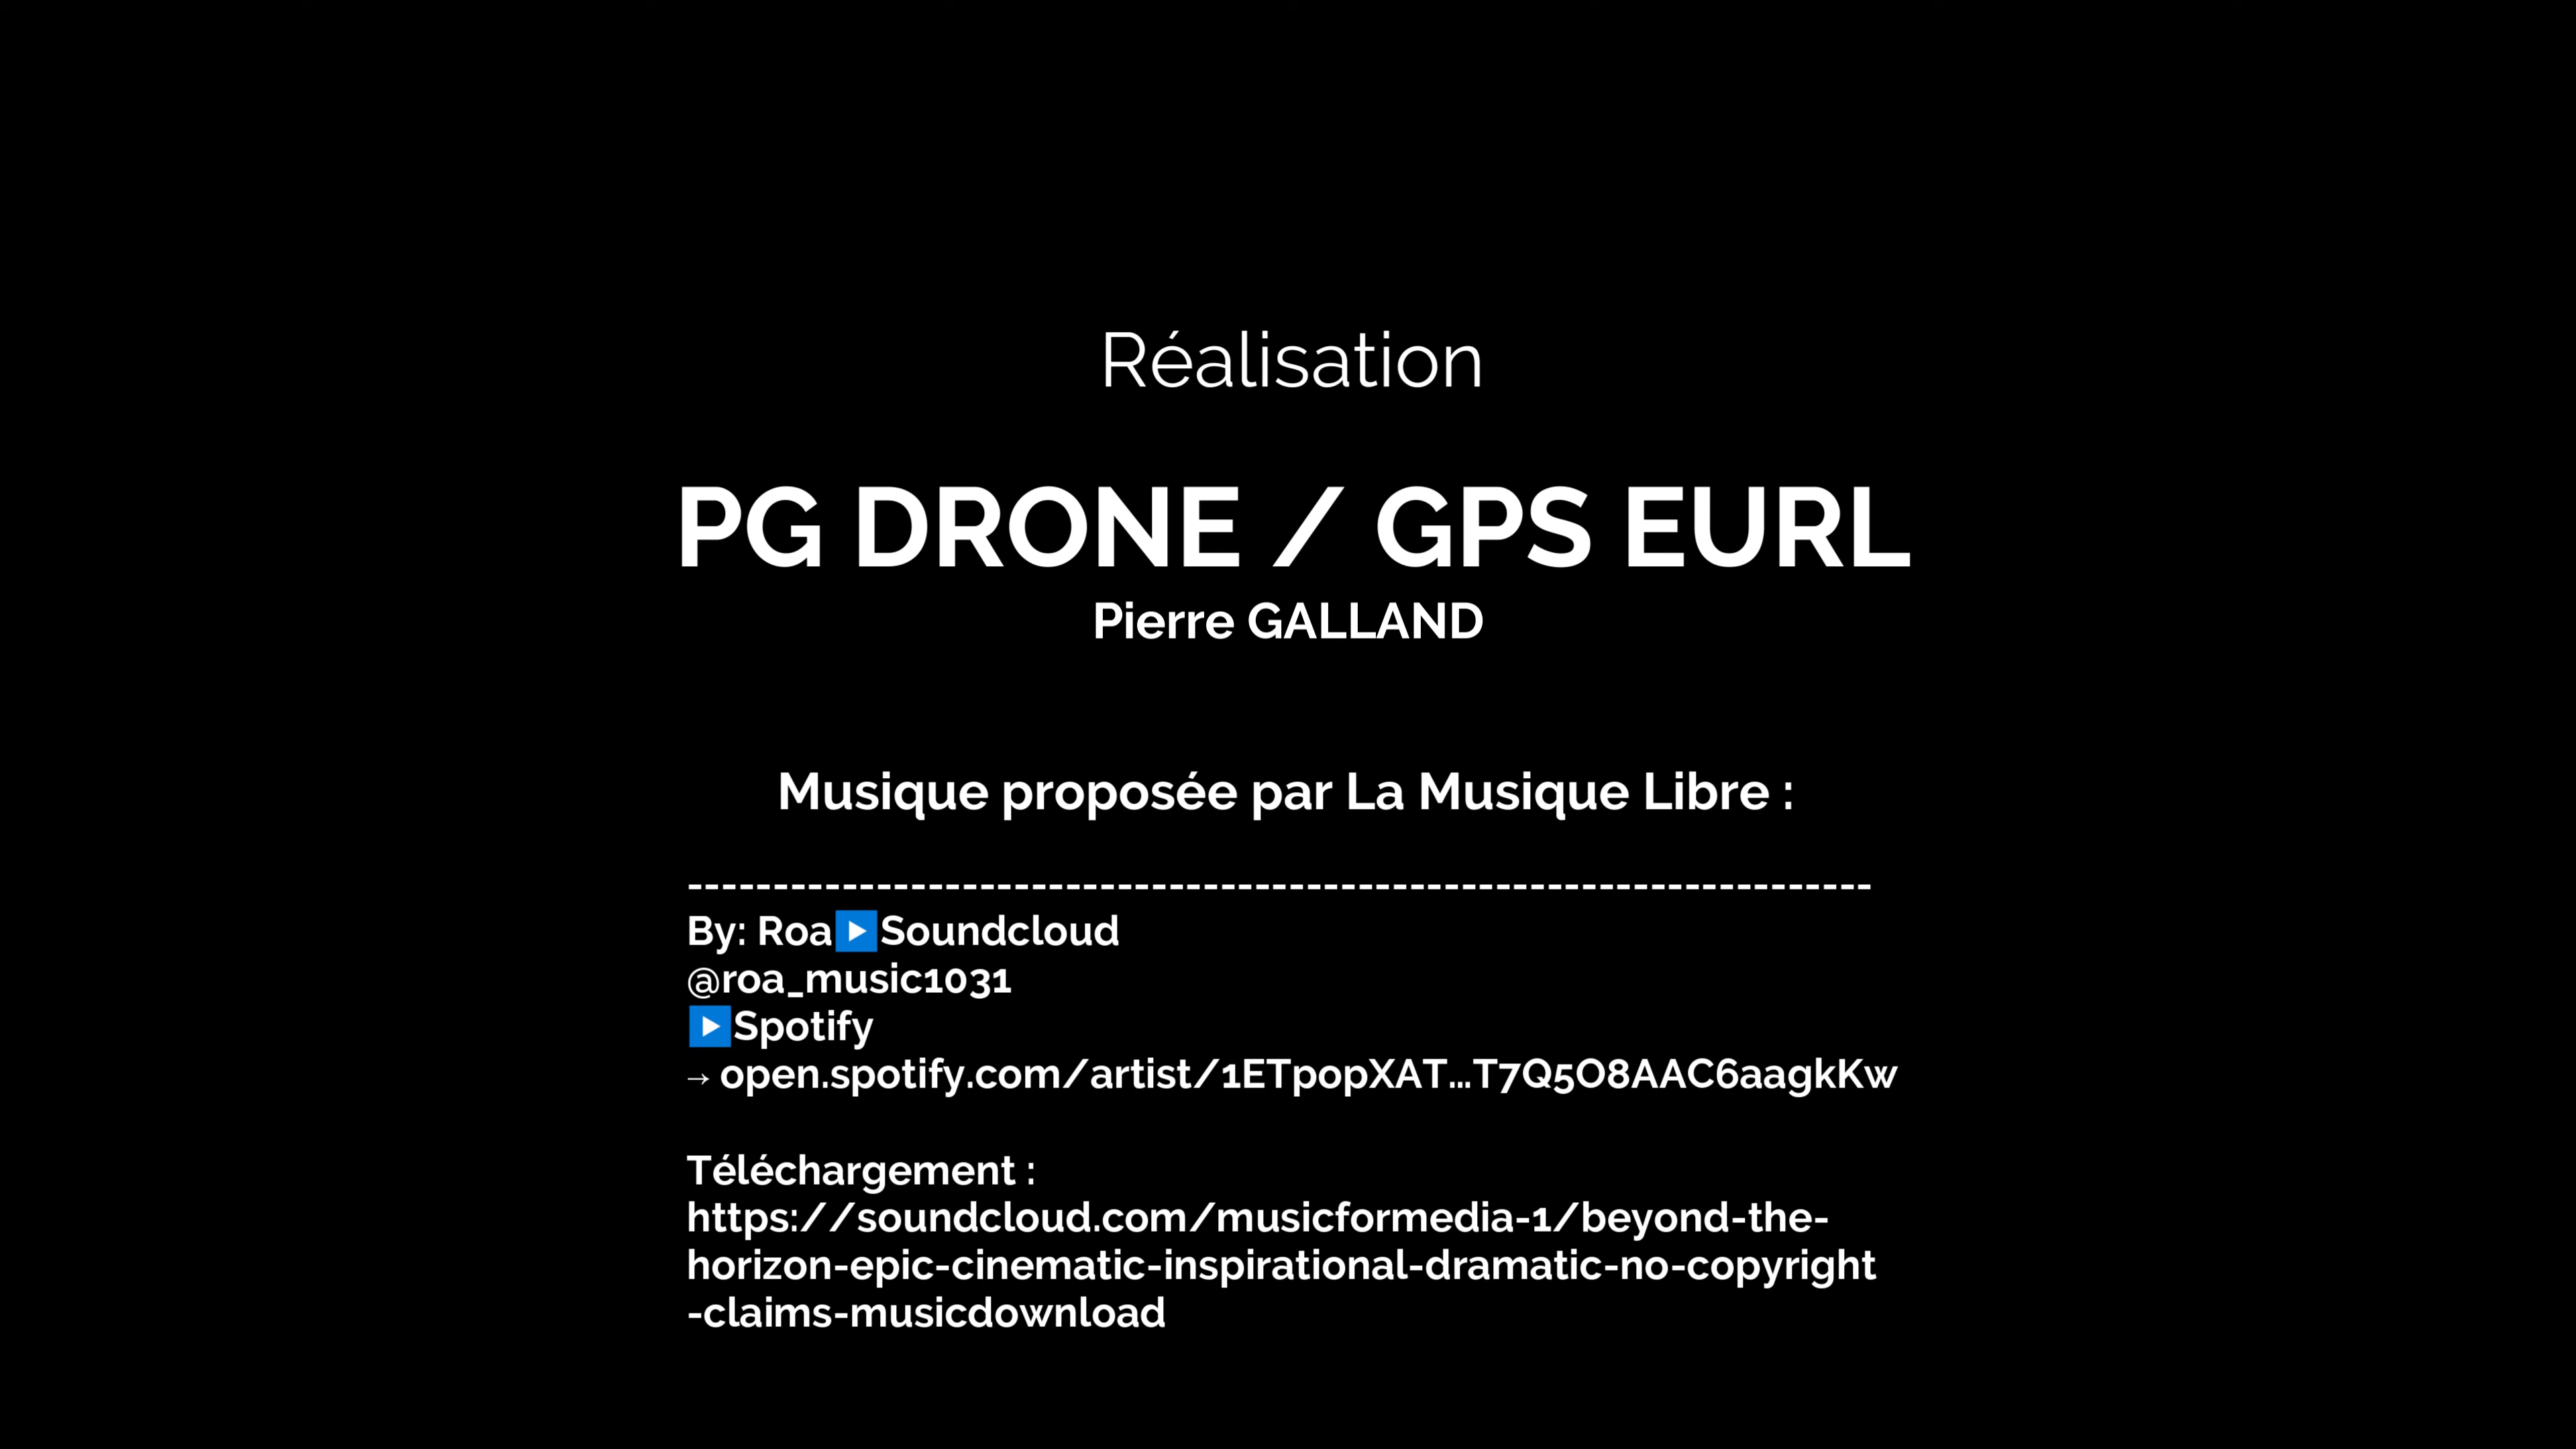 Réalisation
PG DRONE / GPS EURL
Pierre GALLAND
Musique proposée par La Musique Libre :
---------------------------------------------------------------------
By: Roa▶️Soundcloud
@roa_music1031
▶️Spotify
→ open.spotify.com/artist/1ETpopXAT...T7Q5O8AAC6aagkKw
Téléchargement :
https://soundcloud.com/musicformedia-1/beyond-the-
horizon-epic-cinematic-inspirational-dramatic-no-copyright
-claims-musicdownload